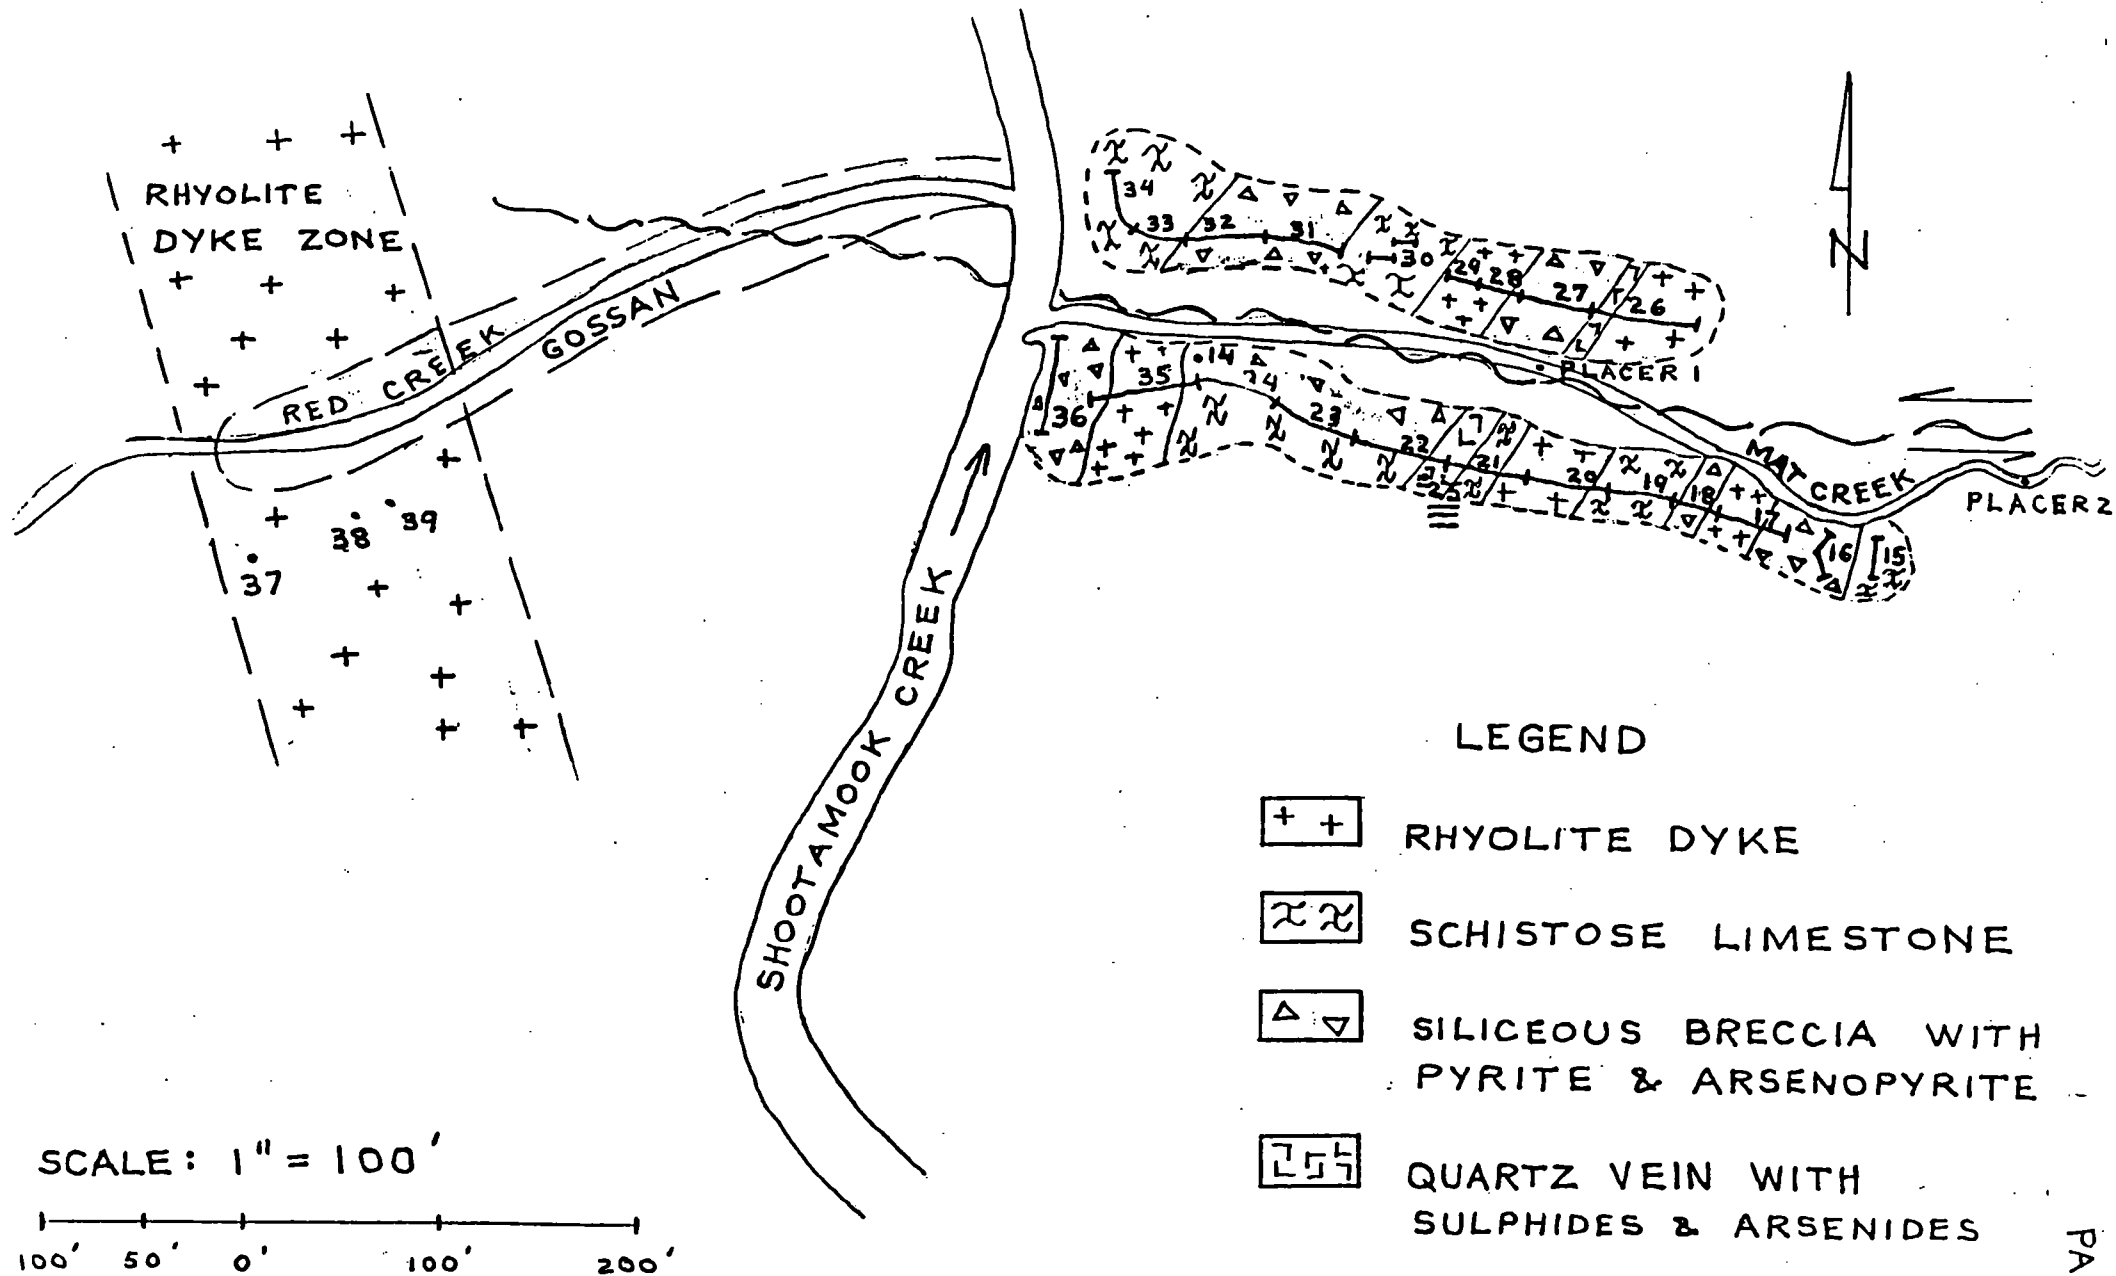 RHYOLITE
DYKE ZONE
RED CREEK
GOSSAN
34
33
32
31
30
29
28
27
26
N
36
35
14
24
23
22
21
25
20
19
18
17
16
15
PLACER 1
MAT CREEK
PLACER 2
37
38
39
SHOOTAMOOK CREEK
LEGEND
RHYOLITE DYKE
SCHISTOSE LIMESTONE
SILICEOUS BRECCIA WITH
PYRITE & ARSENOPYRITE
QUARTZ VEIN WITH
SULPHIDES & ARSENIDES
SCALE: 1" = 100'
100' 50' 0' 100' 200'
PA